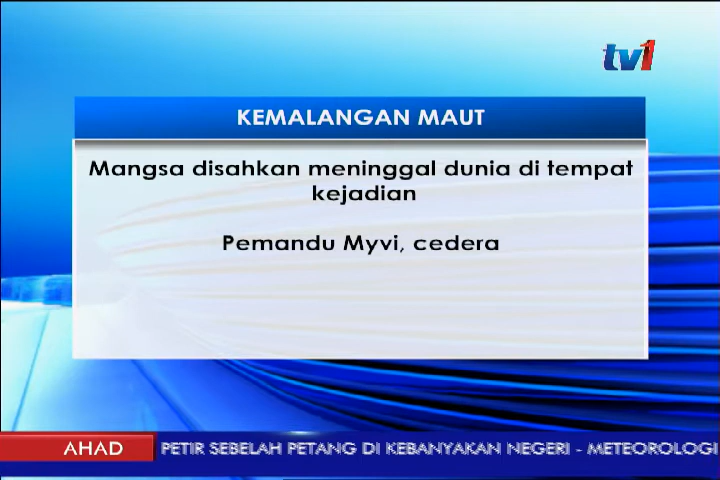 tv1
KEMALANGAN MAUT
Mangsa disahkan meninggal dunia di tempat
kejadian
Pemandu Myvi, cedera
AHAD
PETIR SEBELAH PETANG DI KEBANYAKAN NEGERI - METEOROLOGI